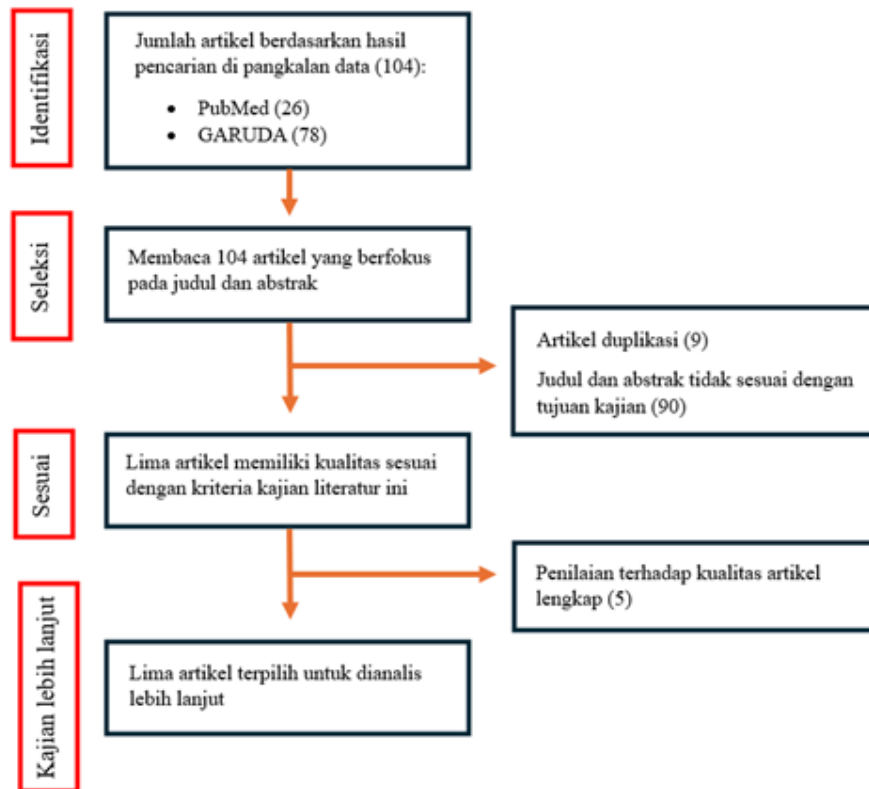 Identifikasi
Jumlah artikel berdasarkan hasil
pencarian di pangkalan data (104):
• PubMed (26)
• GARUDA (78)
Seleksi
Membaca 104 artikel yang berfokus
pada judul dan abstrak
Artikel duplikasi (9)
Judul dan abstrak tidak sesuai dengan
tujuan kajian (90)
Sesuai
Lima artikel memiliki kualitas sesuai
dengan kriteria kajian literatur ini
Penilaian terhadap kualitas artikel
lengkap (5)
Kajian lebih lanjut
Lima artikel terpilih untuk dianalis
lebih lanjut